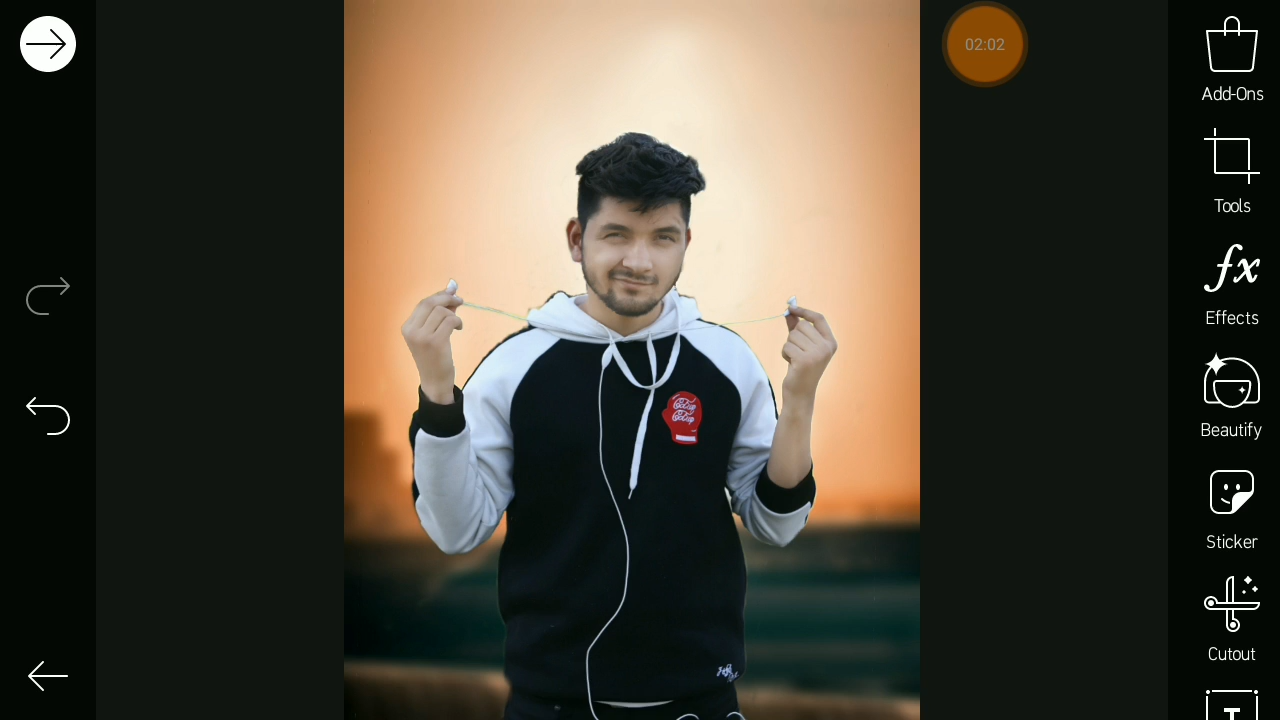 02:02
Add-Ons
Tools
fx
Effects
Beautify
Sticker
Cutout
T